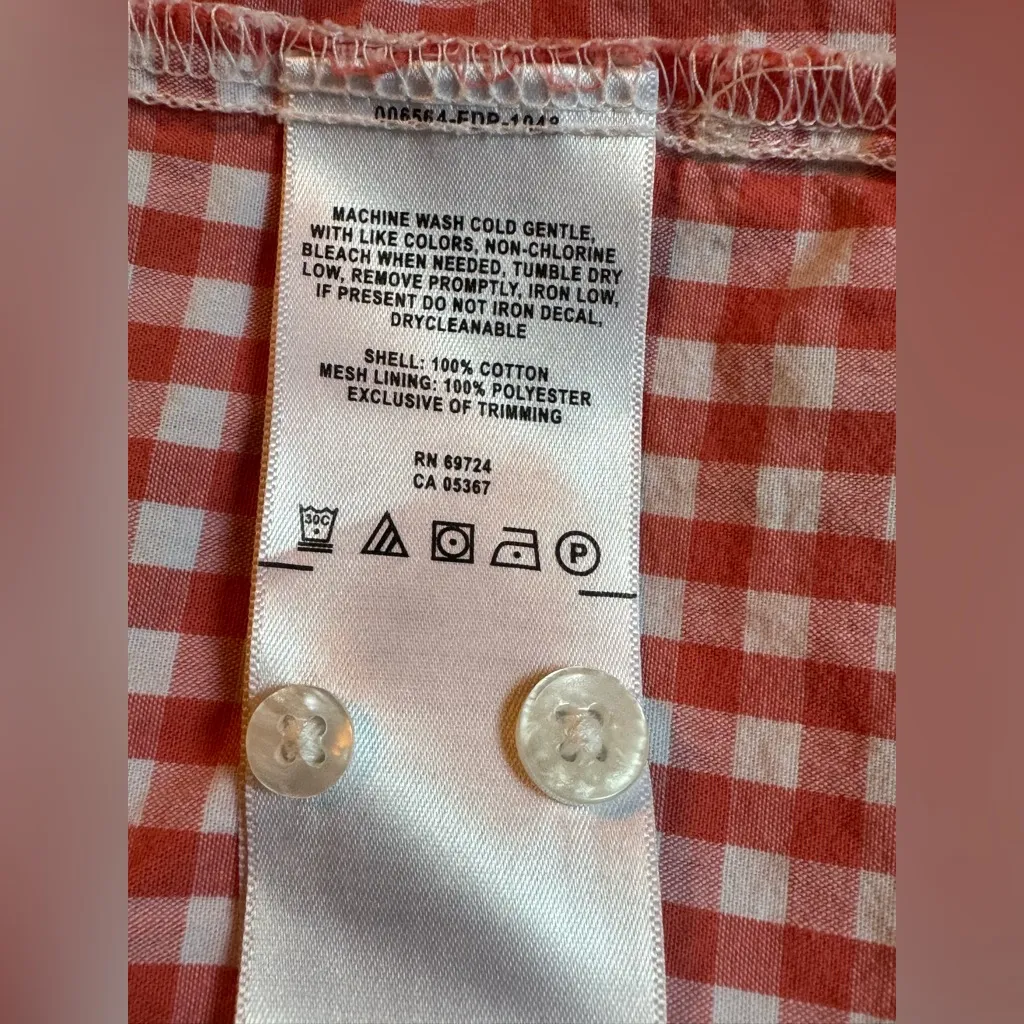 MACHINE WASH COLD GENTLE,
WITH LIKE COLORS, NON-CHLORINE
BLEACH WHEN NEEDED, TUMBLE DRY
LOW, REMOVE PROMPTLY, IRON LOW,
IF PRESENT DO NOT IRON DECAL,
DRYCLEANABLE
SHELL: 100% COTTON
MESH LINING: 100% POLYESTER
EXCLUSIVE OF TRIMMING
RN 69724
CA 05367
30C P